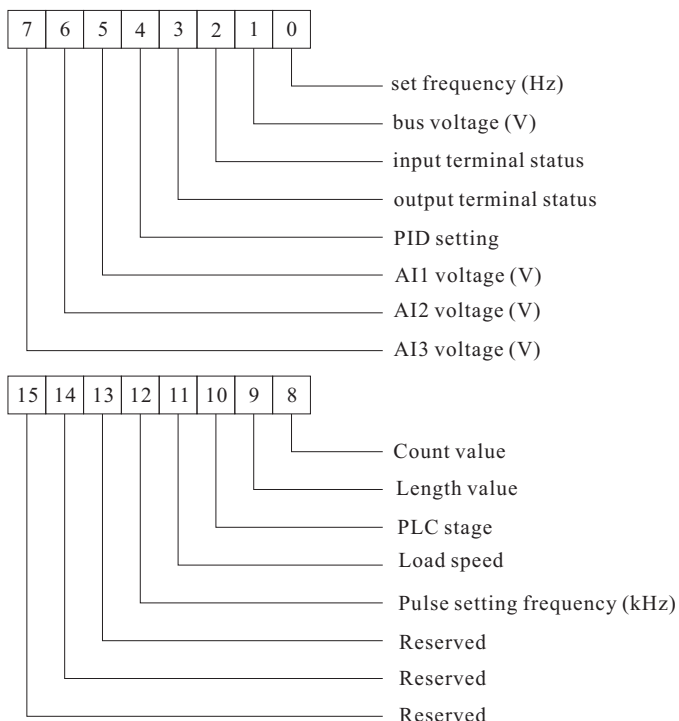 7 6 5 4 3 2 1 0
set frequency (Hz)
bus voltage (V)
input terminal status
output terminal status
PID setting
AI1 voltage (V)
AI2 voltage (V)
AI3 voltage (V)
15 14 13 12 11 10 9 8
Count value
Length value
PLC stage
Load speed
Pulse setting frequency (kHz)
Reserved
Reserved
Reserved